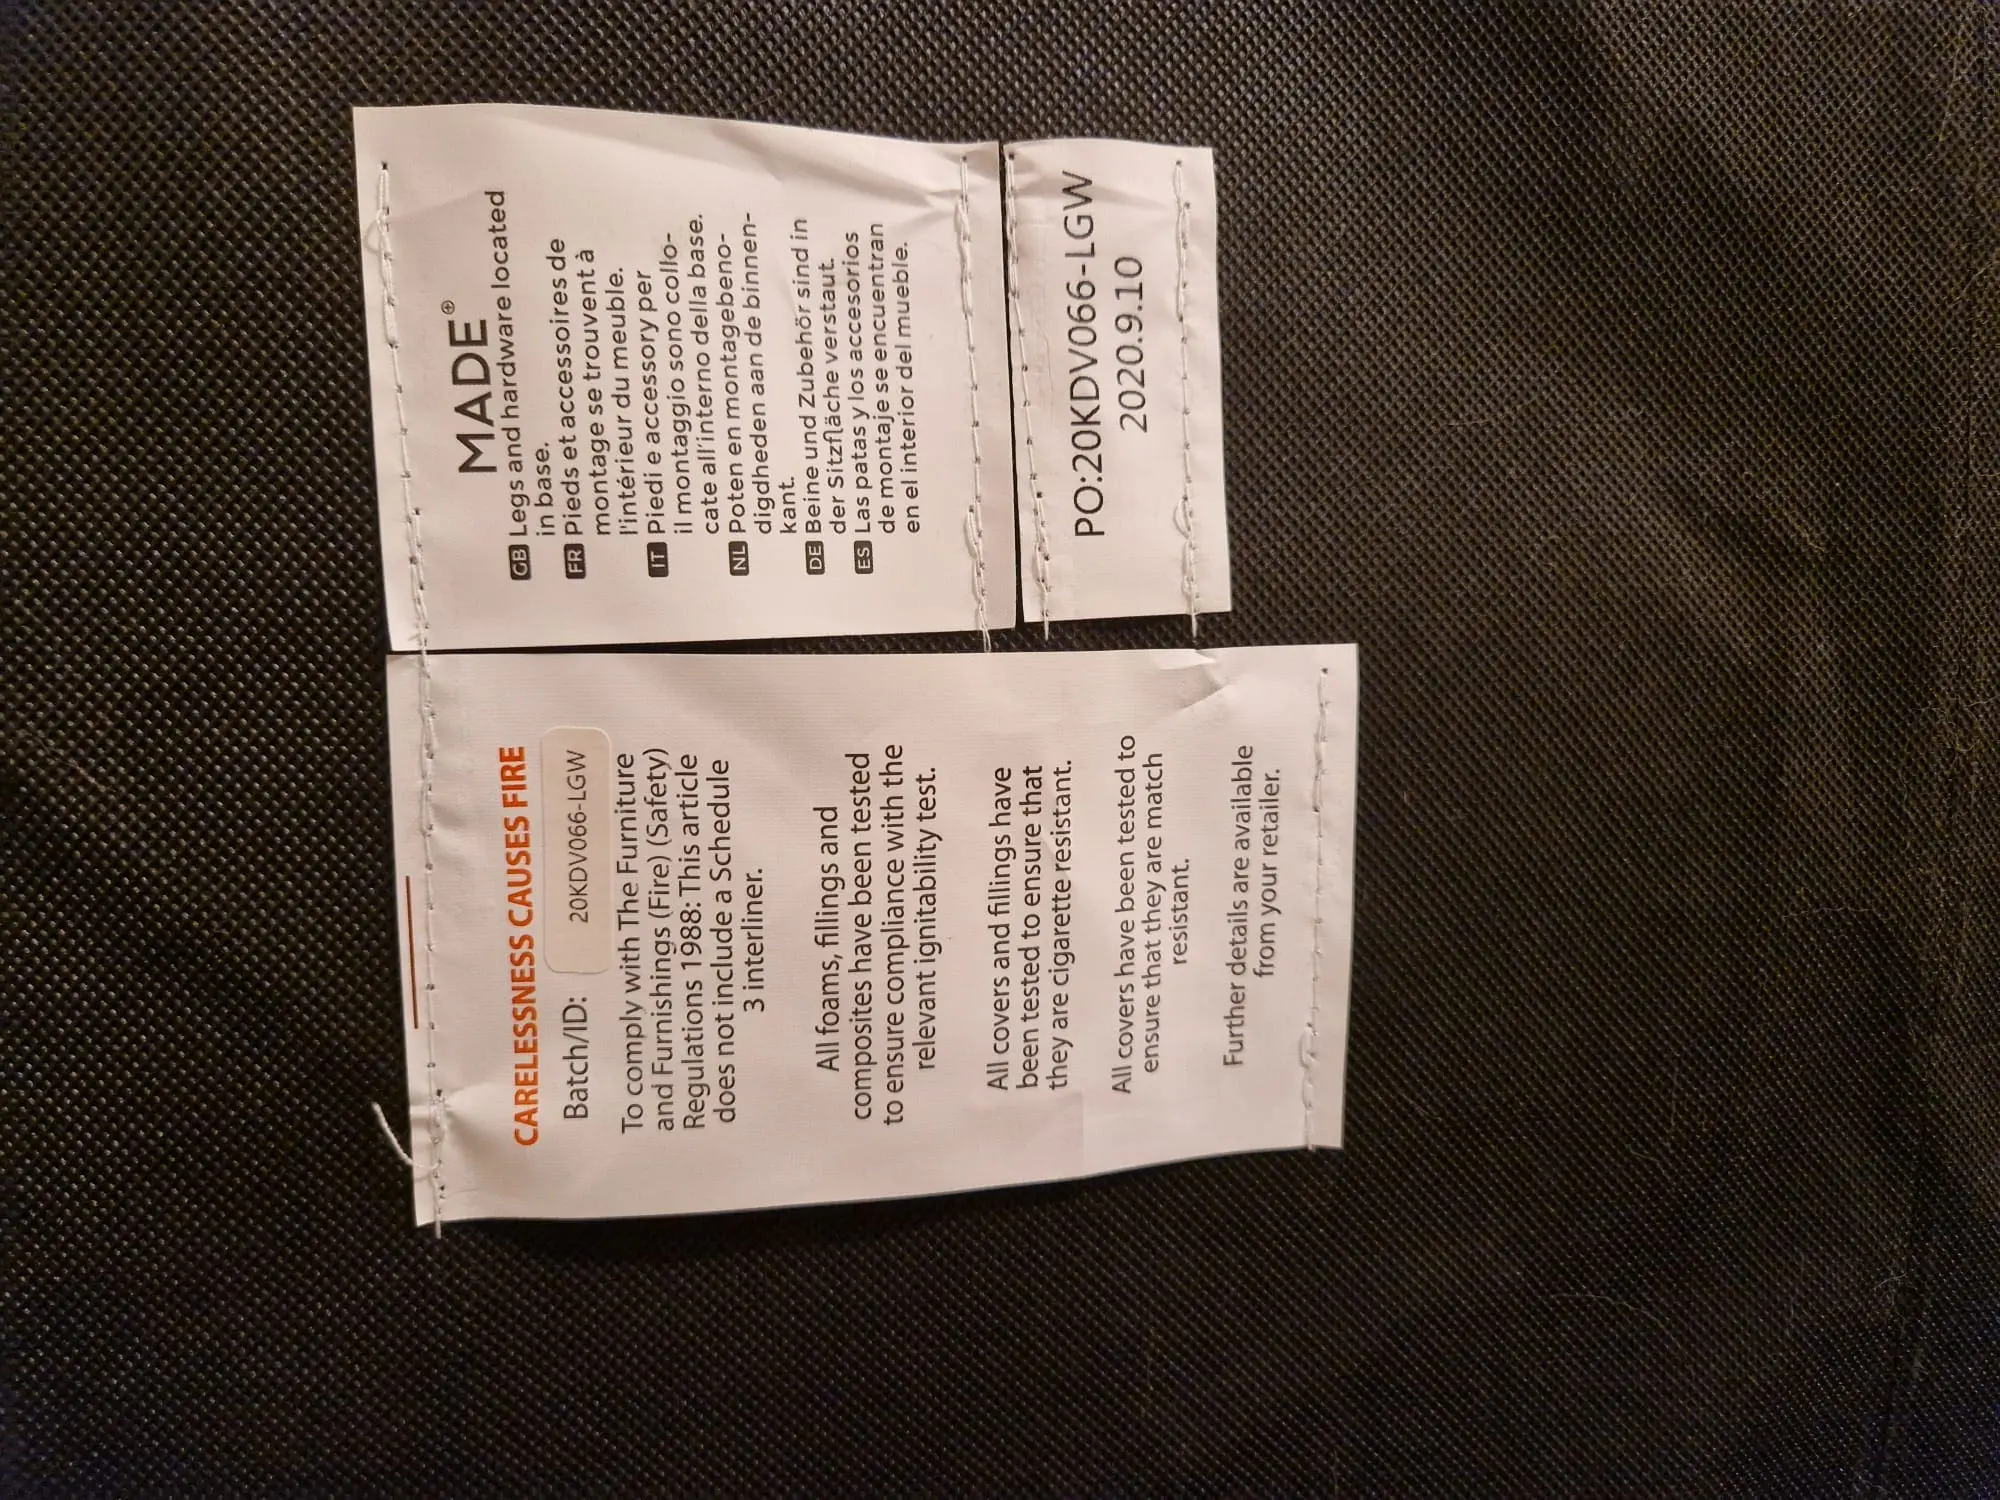 CARELESSNESS CAUSES FIRE
Batch/ID: 20KDV066-LGW
To comply with The Furniture
and Furnishings (Fire) (Safety)
Regulations 1988: This article
does not include a Schedule
3 interliner.
All foams, fillings and
composites have been tested
to ensure compliance with the
relevant ignitability test.
All covers and fillings have
been tested to ensure that
they are cigarette resistant.
All covers have been tested to
ensure that they are match
resistant.
Further details are available
from your retailer.
MADE
GB Legs and hardware located
in base.
FR Pieds et accessoires de
montage se trouvent à
l'intérieur du meuble.
IT Piedi e accessory per
il montaggio sono collo-
cate all'interno della base.
NL Poten en montagebeno-
digdheden aan de binnen-
kant.
DE Beine und Zubehör sind in
der Sitzfläche verstaut.
ES Las patas y los accesorios
de montaje se encuentran
en el interior del mueble.
PO:20KDV066-LGW
2020.9.10